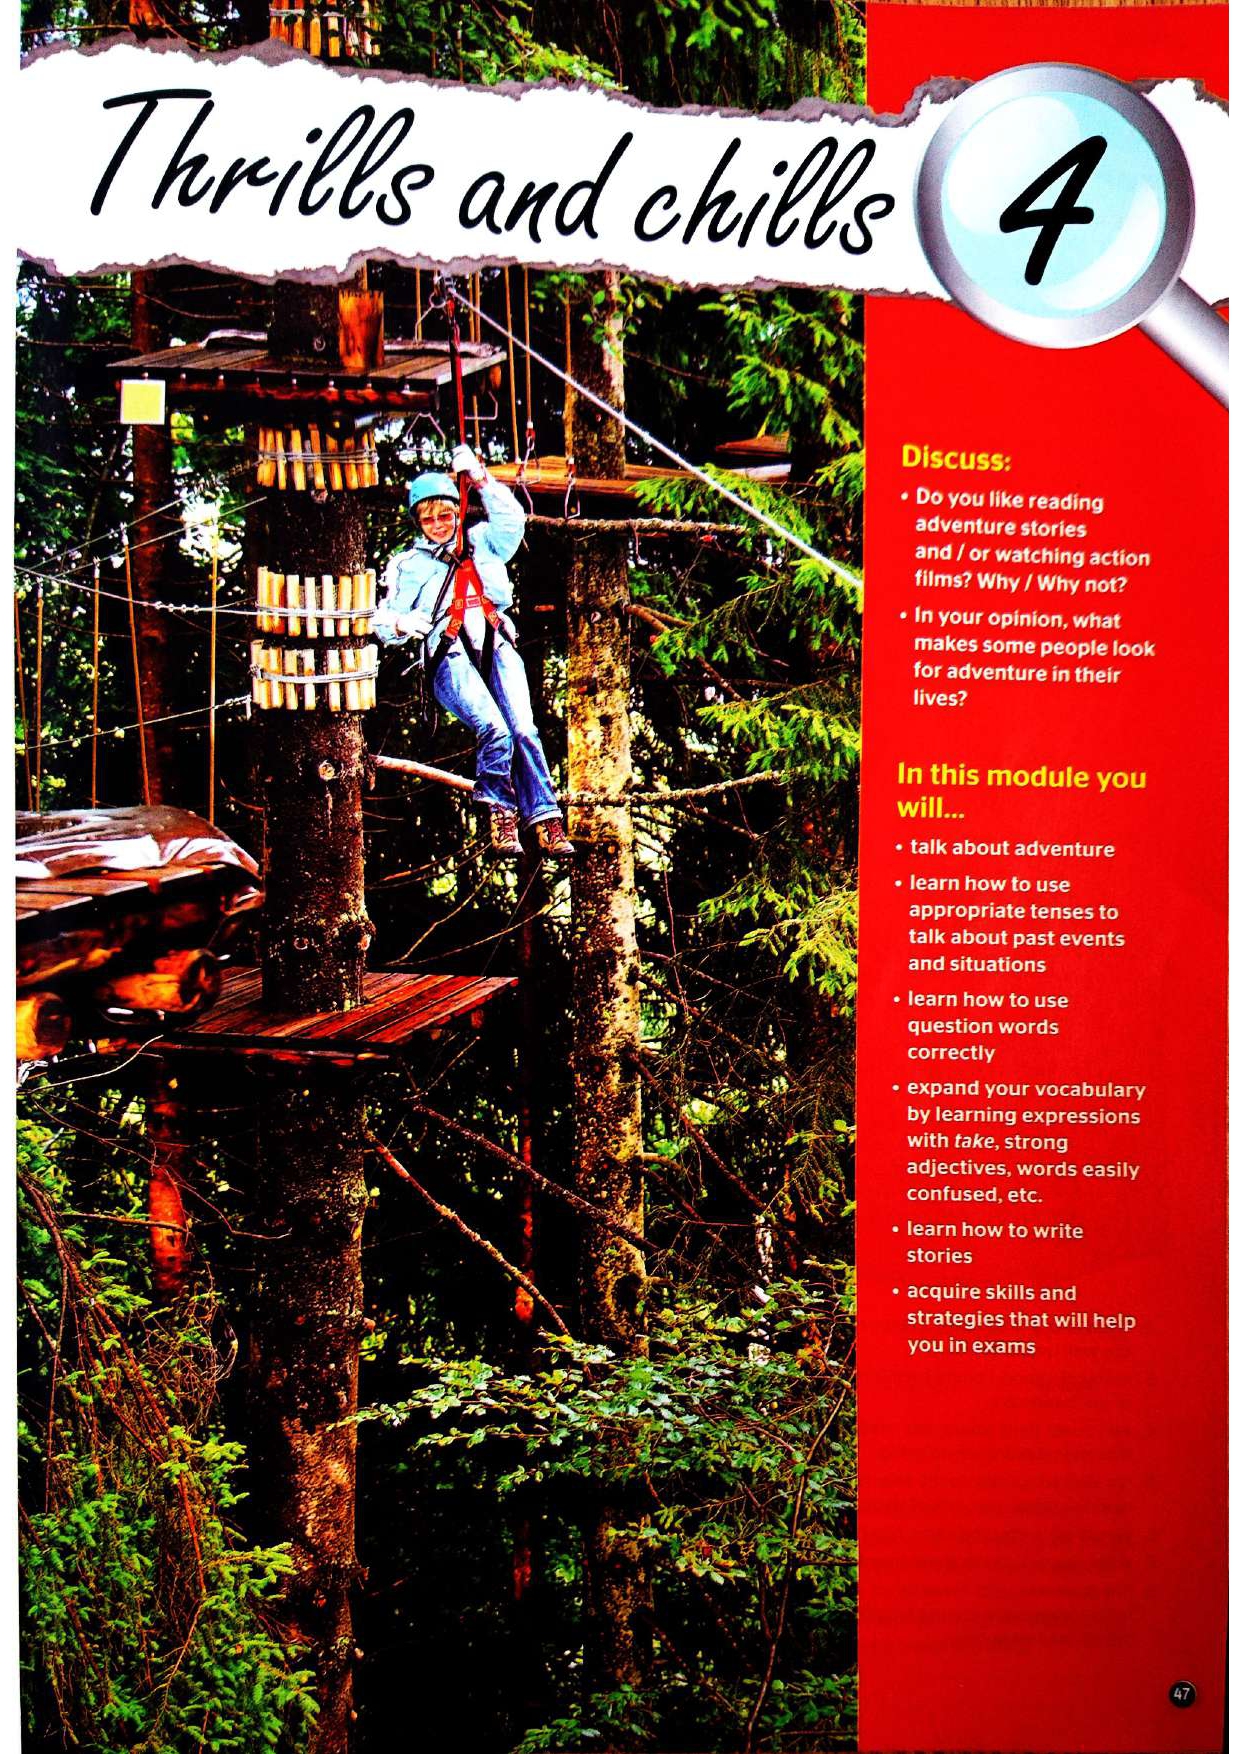 Thrills and chills
4
Discuss:
• Do you like reading
adventure stories
and / or watching action
films? Why / Why not?
• In your opinion, what
makes some people look
for adventure in their
lives?
In this module you
will...
• talk about adventure
• learn how to use
appropriate tenses to
talk about past events
and situations
• learn how to use
question words
correctly
• expand your vocabulary
by learning expressions
with take, strong
adjectives, words easily
confused, etc.
• learn how to write
stories
• acquire skills and
strategies that will help
you in exams
47